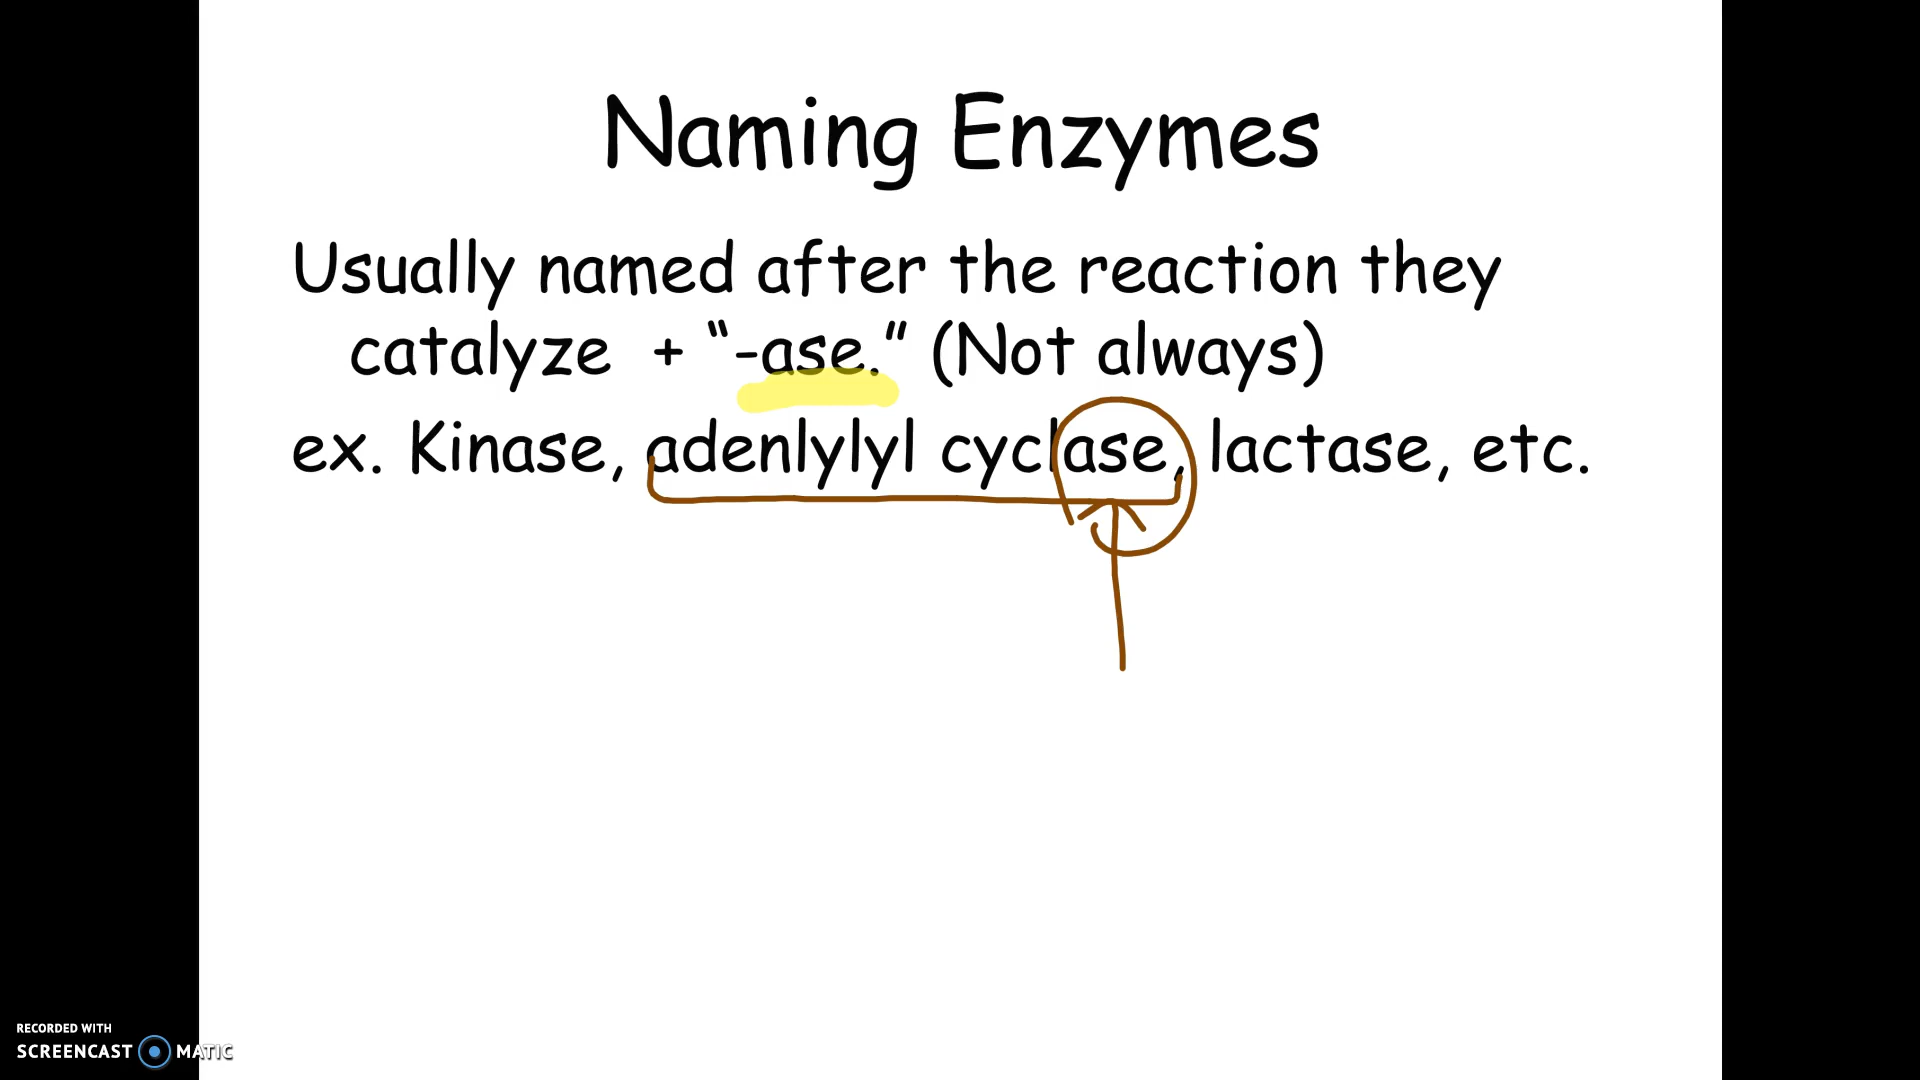 Naming Enzymes
Usually named after the reaction they
catalyze + “-ase.” (Not always)
ex. Kinase, adenlylyl cyclase, lactase, etc.
RECORDED WITH
SCREENCAST MATIC